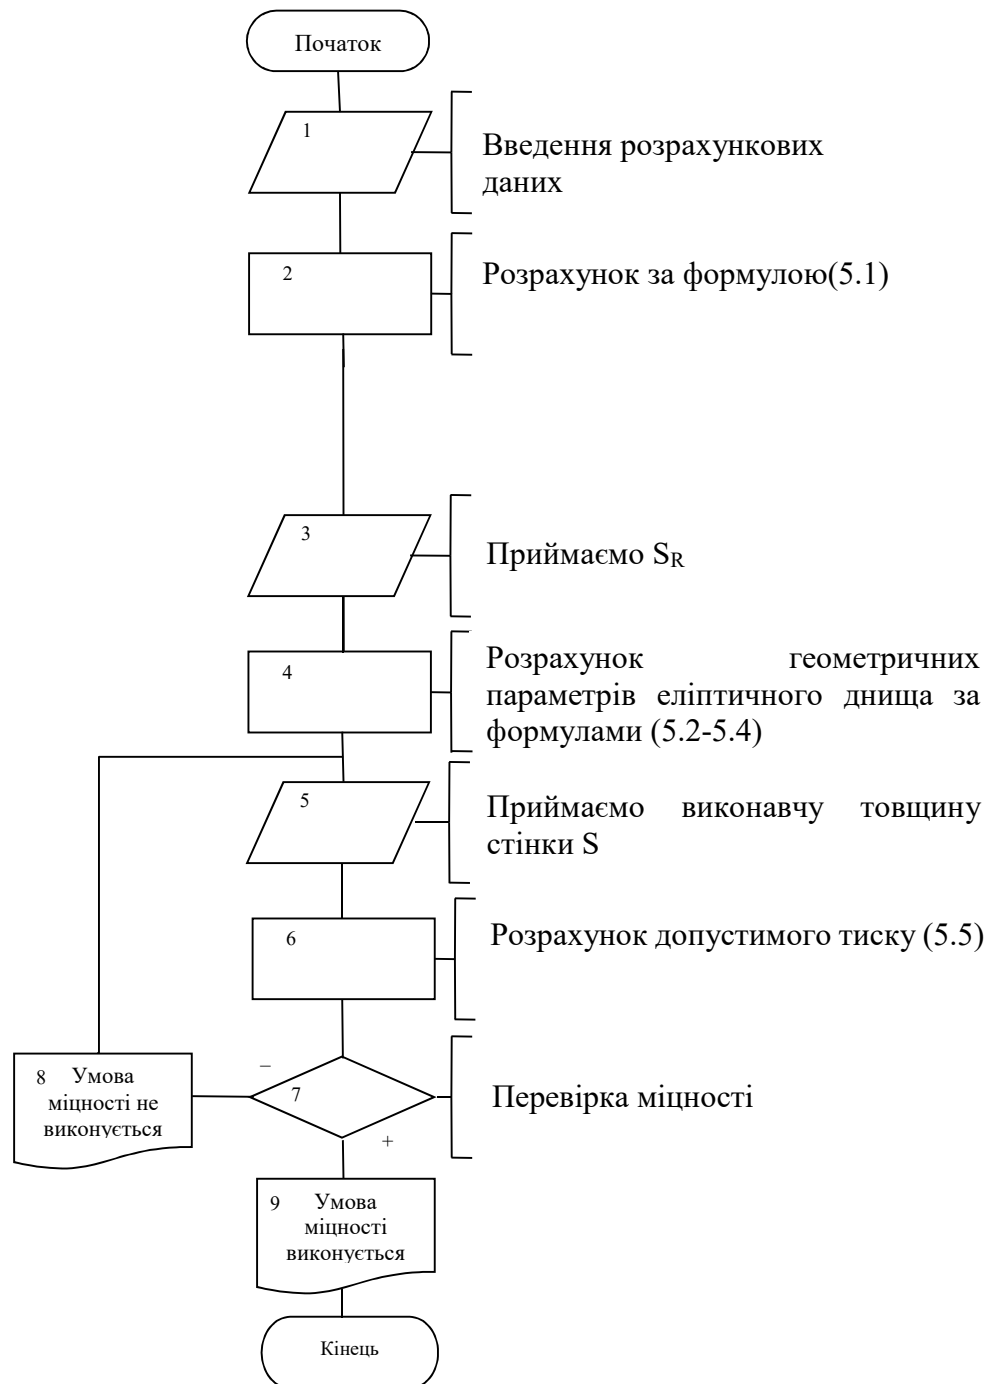 Початок
1
Введення розрахункових
даних
2
Розрахунок за формулою(5.1)
3
Приймаємо SR
4
Розрахунок геометричних
параметрів еліптичного днища за
формулами (5.2-5.4)
5
Приймаємо виконавчу товщину
стінки S
6
Розрахунок допустимого тиску (5.5)
–
7
+
Перевірка міцності
8 Умова
міцності не
виконується
9 Умова
міцності
виконується
Кінець